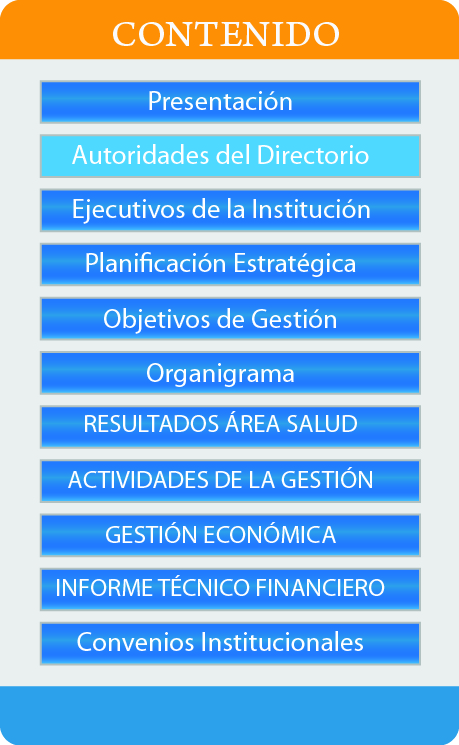 CONTENIDO
Presentación
Autoridades del Directorio
Ejecutivos de la Institución
Planificación Estratégica
Objetivos de Gestión
Organigrama
RESULTADOS ÁREA SALUD
ACTIVIDADES DE LA GESTIÓN
GESTIÓN ECONÓMICA
INFORME TÉCNICO FINANCIERO
Convenios Institucionales